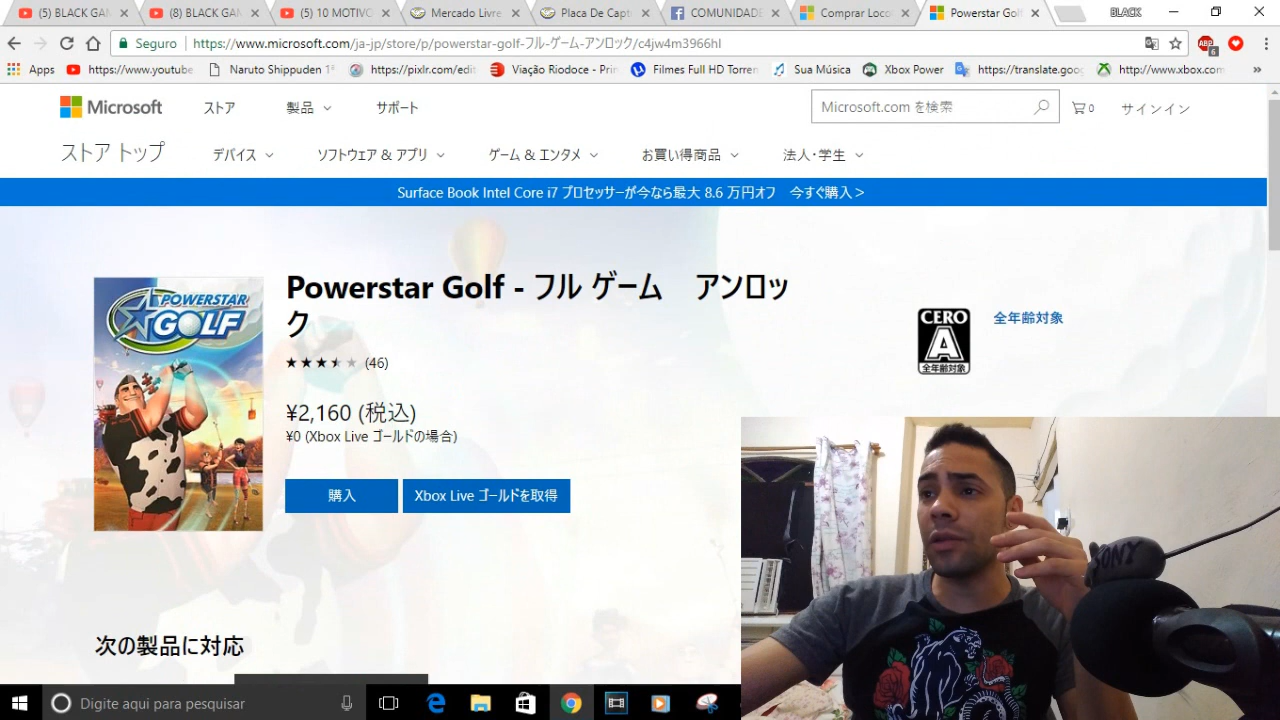 (5) BLACK GAM
(8) BLACK GAM
(5) 10 MOTIVO
Mercado Livre
Placa De Captu
COMUNIDADE
Comprar Loco
Powerstar Gol
BLACK
Seguro
https://www.microsoft.com/ja-jp/store/p/powerstar-golf-フル-ゲーム-アンロック/c4jw4m3966hl
ABP
6
Apps
https://www.youtube
Naruto Shippuden 1ª
https://pixlr.com/edit
Viação Riodoce - Prin
Filmes Full HD Torren
Sua Música
Xbox Power
https://translate.goog
http://www.xbox.com
»
Microsoft
ストア
製品
サポート
Microsoft.com を検索
0
サインイン
ストア トップ
デバイス
ソフトウェア & アプリ
ゲーム & エンタメ
お買い得商品
法人・学生
Surface Book Intel Core i7 プロセッサーが今なら最大 8.6 万円オフ 今すぐ購入 >
POWERSTAR
GOLF
Powerstar Golf - フル ゲーム アンロッ
ク
(46)
¥2,160 (税込)
¥0 (Xbox Live ゴールドの場合)
購入
Xbox Live ゴールドを取得
CERO
A
全年齢対象
全年齢対象
次の製品に対応
SONY
Digite aqui para pesquisar